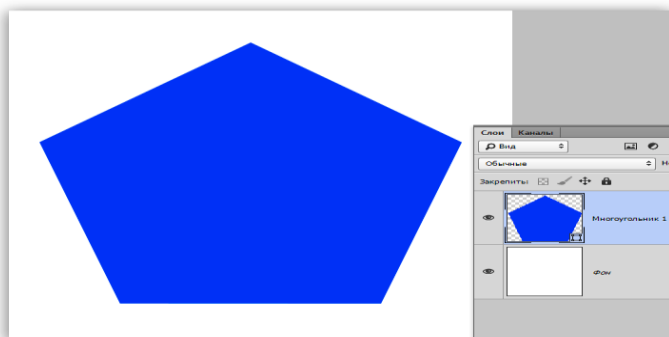 Слои Каналы
Вид
Обычные
Закрепить:
Многоугольник 1
Фон